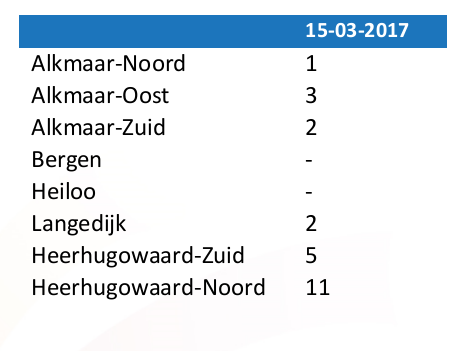 15-03-2017
Alkmaar-Noord 1
Alkmaar-Oost 3
Alkmaar-Zuid 2
Bergen -
Heiloo -
Langedijk 2
Heerhugowaard-Zuid 5
Heerhugowaard-Noord 11